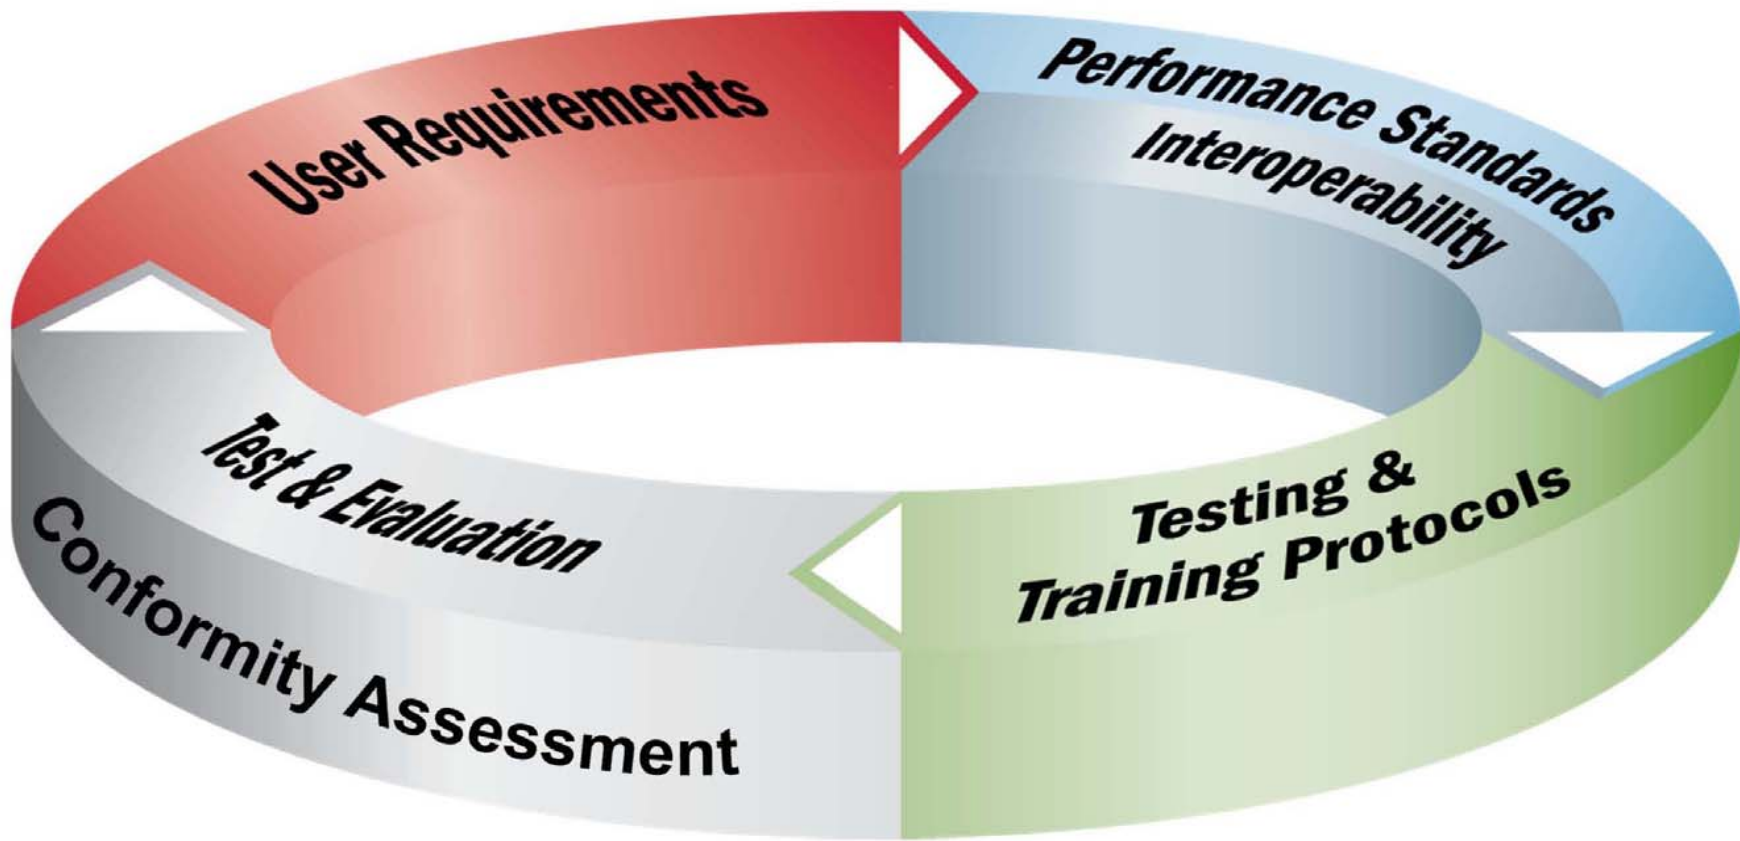 User Requirements
Performance Standards
Interoperability
Testing &
Training Protocols
Test & Evaluation
Conformity Assessment